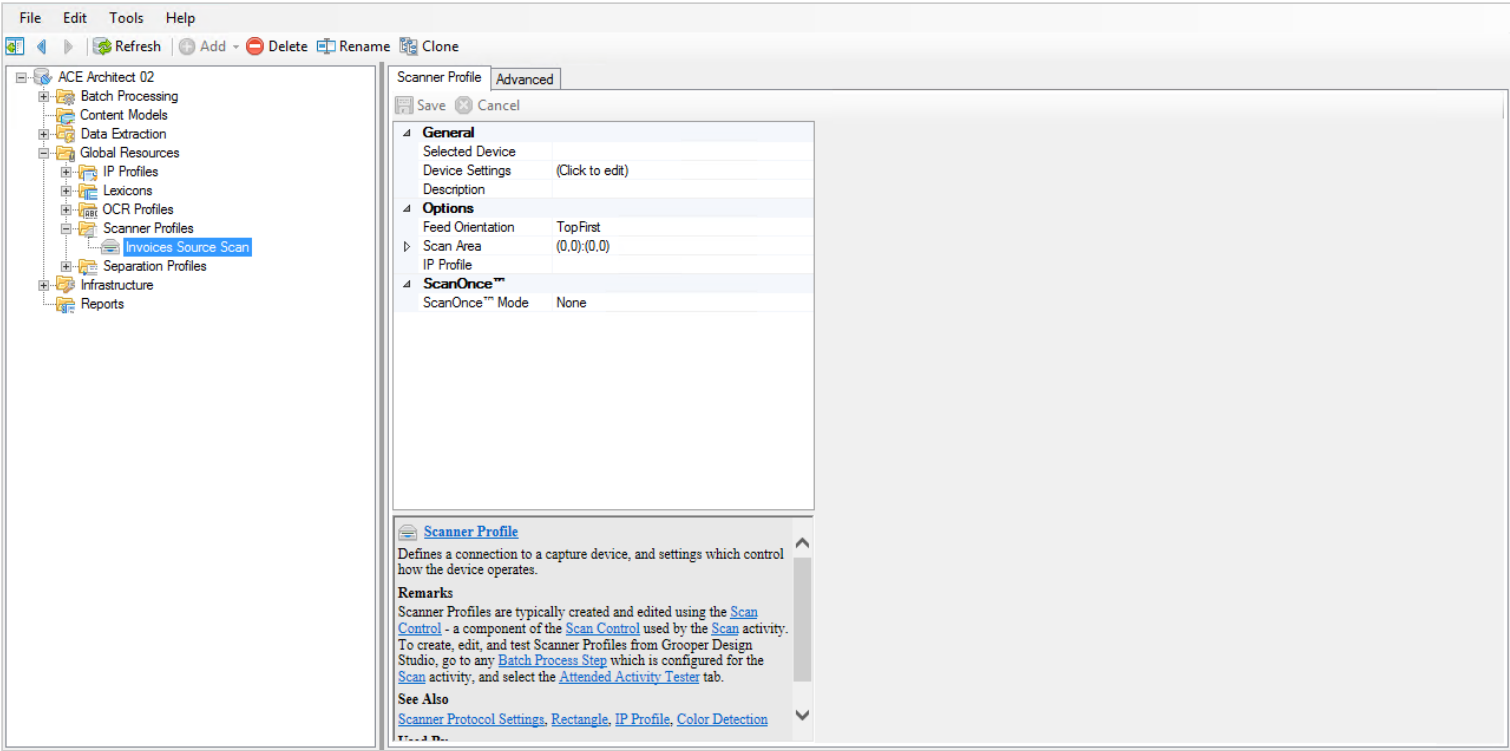 File Edit Tools Help
Refresh Add Delete Rename Clone
ACE Architect 02
Batch Processing
Content Models
Data Extraction
Global Resources
IP Profiles
Lexicons
OCR Profiles
Scanner Profiles
Invoices Source Scan
Separation Profiles
Infrastructure
Reports
Scanner Profile Advanced
Save Cancel
General
Selected Device
Device Settings (Click to edit)
Description
Options
Feed Orientation TopFirst
Scan Area (0,0):(0,0)
IP Profile
ScanOnce™
ScanOnce™ Mode None
Scanner Profile
Defines a connection to a capture device, and settings which control
how the device operates.
Remarks
Scanner Profiles are typically created and edited using the Scan
Control - a component of the Scan Control used by the Scan activity.
To create, edit, and test Scanner Profiles from Grooper Design
Studio, go to any Batch Process Step which is configured for the
Scan activity, and select the Attended Activity Tester tab.
See Also
Scanner Protocol Settings, Rectangle, IP Profile, Color Detection